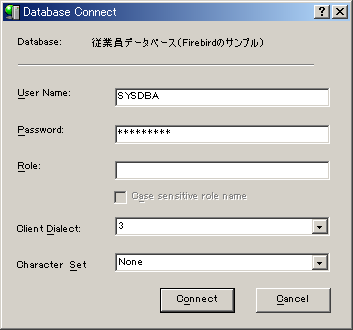 Database Connect
Database: 従業員データベース(Firebirdのサンプル)
User Name: SYSDBA
Password: *********
Role:
Case sensitive role name
Client Dialect: 3
Character Set None
Connect Cancel